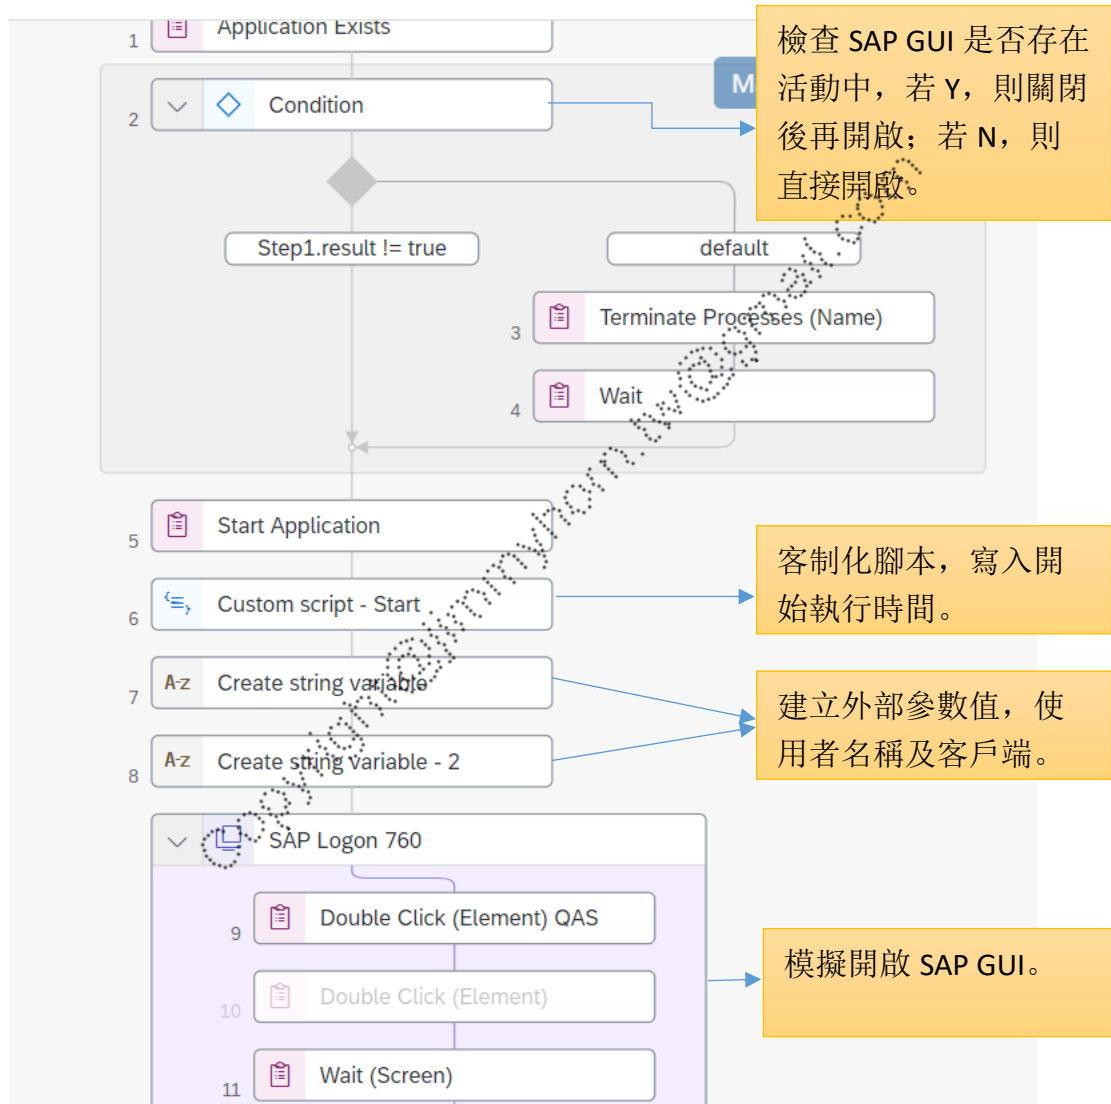 1 Application Exists
檢查 SAP GUI 是否存在
活動中，若 Y，則關閉
後再開啟；若 N，則
直接開啟。
2 Condition
M
Step1.result != true
default
3 Terminate Processes (Name)
4 Wait
5 Start Application
6 Custom script - Start
客制化腳本，寫入開
始執行時間。
7 Create string variable
8 Create string variable - 2
建立外部參數值，使
用者名稱及客戶端。
SAP Logon 760
9 Double Click (Element) QAS
10 Double Click (Element)
模擬開啟 SAP GUI。
11 Wait (Screen)